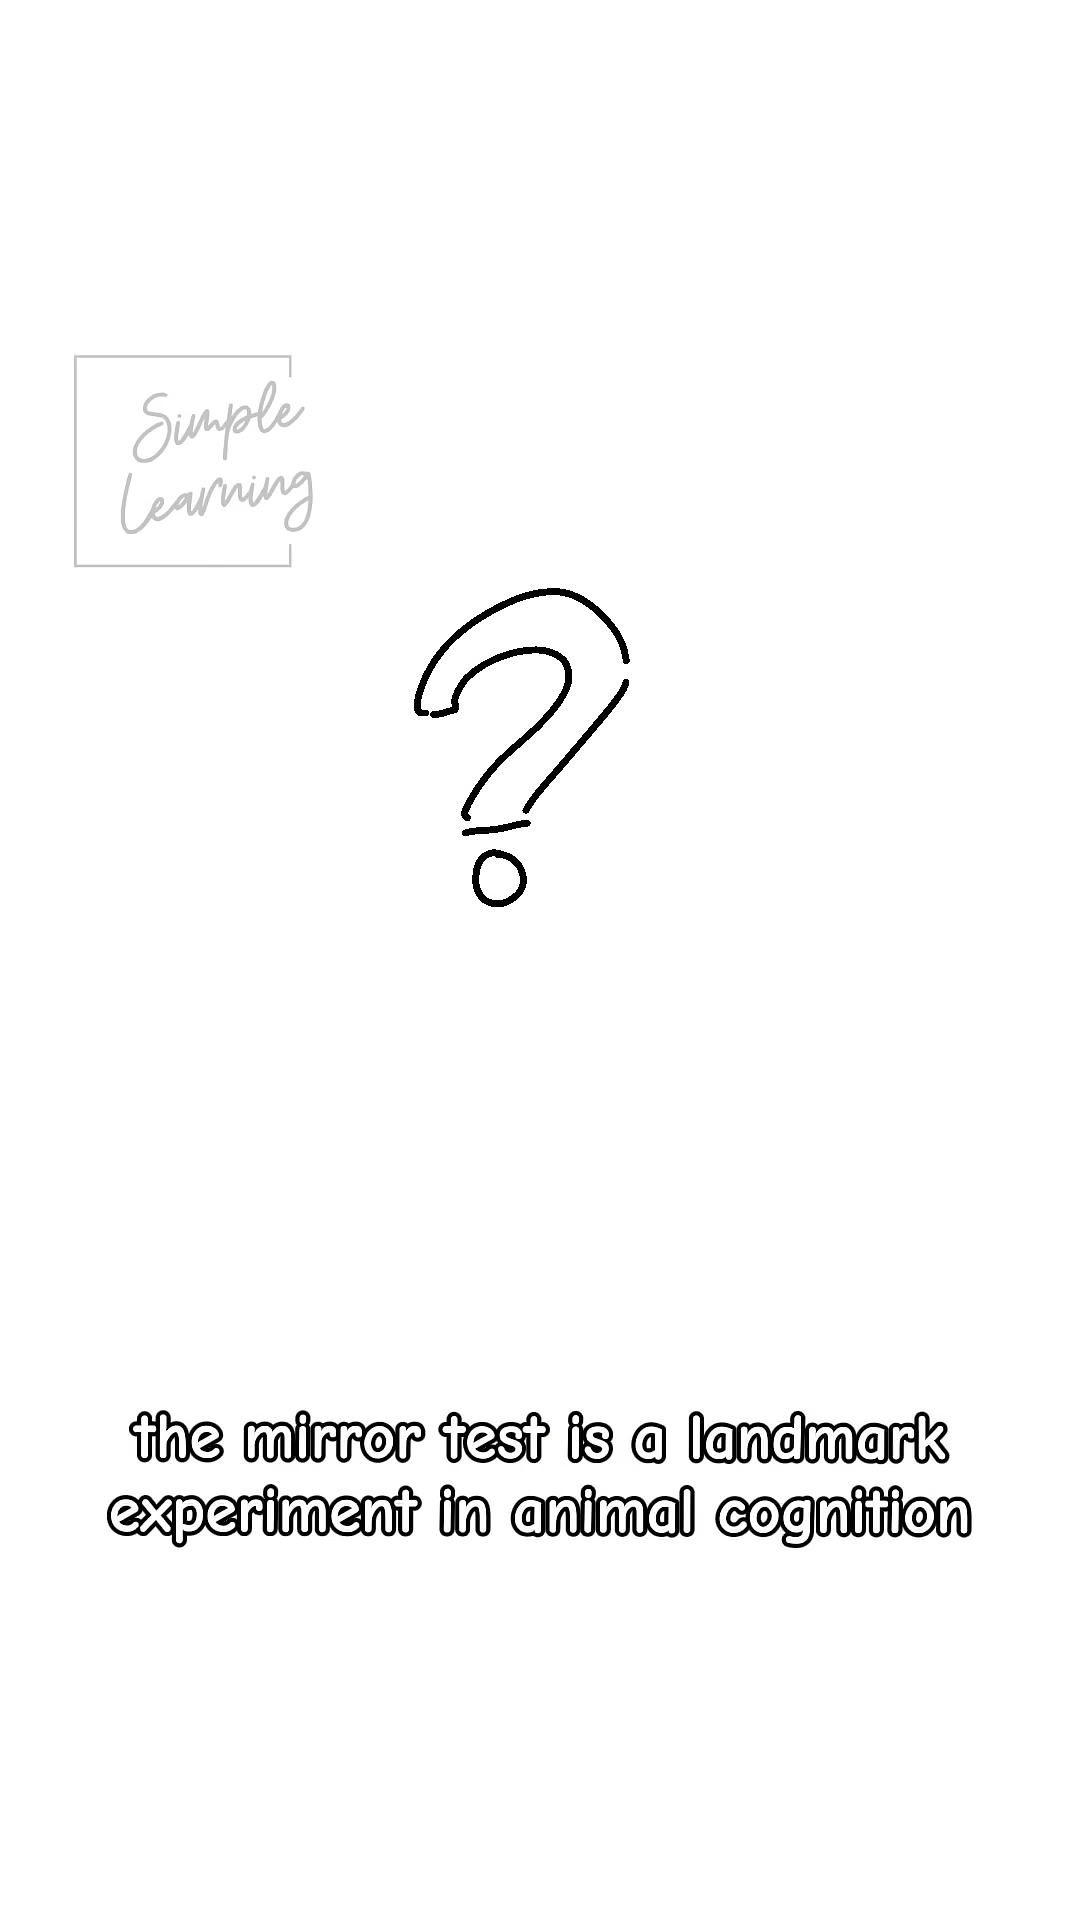 Simple
Learning
?
the mirror test is a landmark
experiment in animal cognition